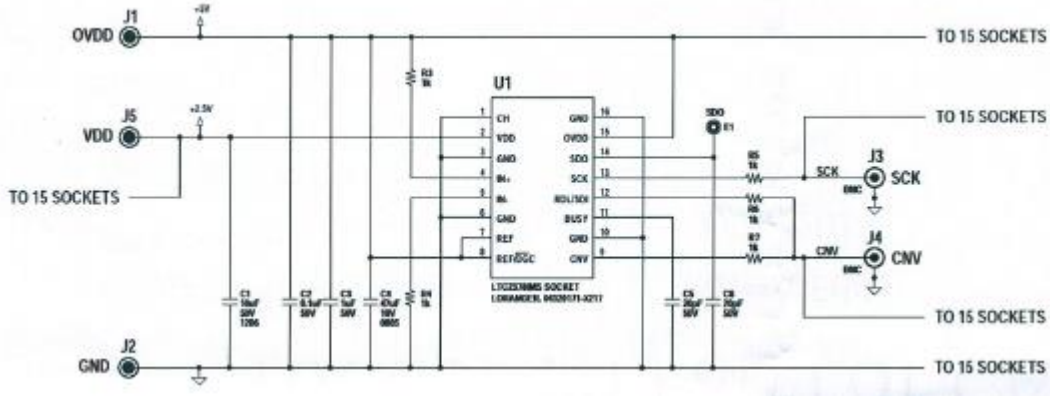 J1
OVDD
+5V
TO 15 SOCKETS
R3
1k
U1
J5
VDD
+2.5V
TO 15 SOCKETS
1 CH
2 VDD
3 GND
4 IN+
5 IN-
6 GND
7 REF
8 REF/DGC
GND 16
OVDD 15
SDO 14
SCK 13
RDL/SDI 12
BUSY 11
GND 10
CNV 9
SDO
E1
TO 15 SOCKETS
R5
1k
SCK
J3
SCK
BNC
R6
1k
R7
1k
CNV
J4
CNV
BNC
C1
10uF
50V
1206
C2
0.1uF
50V
C3
1uF
50V
C4
47uF
10V
0805
R4
1k
SOCKET
LORANGER,
20pF
50V
20pF
50V
TO 15 SOCKETS
J2
GND
TO 15 SOCKETS